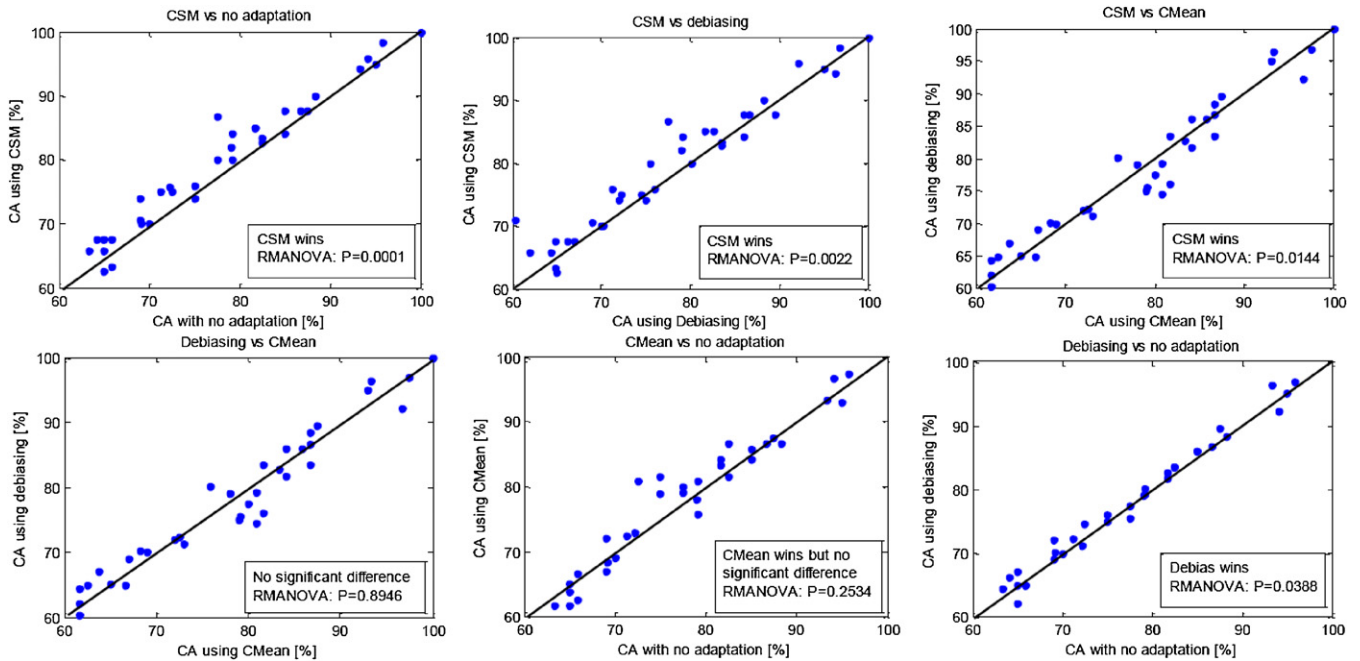 CSM vs no adaptation
100
90
80
70
60
60 70 80 90 100
CA using CSM [%]
CA with no adaptation [%]
CSM wins
RMANOVA: P=0.0001
CSM vs debiasing
100
90
80
70
60
60 70 80 90 100
CA using CSM [%]
CA using Debiasing [%]
CSM wins
RMANOVA: P=0.0022
CSM vs CMean
100
95
90
85
80
75
70
65
60
60 70 80 90 100
CA using debiasing [%]
CA using CMean [%]
CSM wins
RMANOVA: P=0.0144
Debiasing vs CMean
100
90
80
70
60
60 70 80 90 100
CA using debiasing [%]
CA using CMean [%]
No significant difference
RMANOVA: P=0.8946
CMean vs no adaptation
100
90
80
70
60
60 70 80 90 100
CA using CMean [%]
CA with no adaptation [%]
CMean wins but no
significant difference
RMANOVA: P=0.2534
Debiasing vs no adaptation
100
90
80
70
60
60 70 80 90 100
CA using debiasing [%]
CA with no adaptation [%]
Debias wins
RMANOVA: P=0.0388